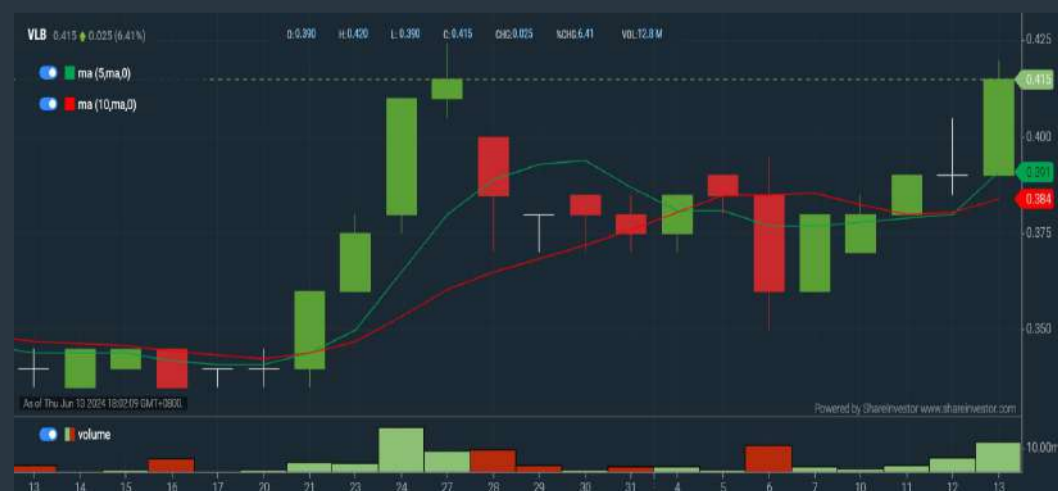 VLB 0.415 0.025 (6.41%) O:0.390 H:0.420 L:0.390 C:0.415 CHG:0.025 %CHG:6.41 VOL:12.8 M
ma (5,ma,0)
ma (10,ma,0)
0.425
0.415
0.400
0.391
0.384
0.375
0.350
As of Thu Jun 13 2024 18:02:09 GMT+0800.
Powered by ShareInvestor www.shareinvestor.com
volume
10.00m
13 14 15 16 17 20 21 23 24 27 28 29 30 31 4 5 6 7 10 11 12 13